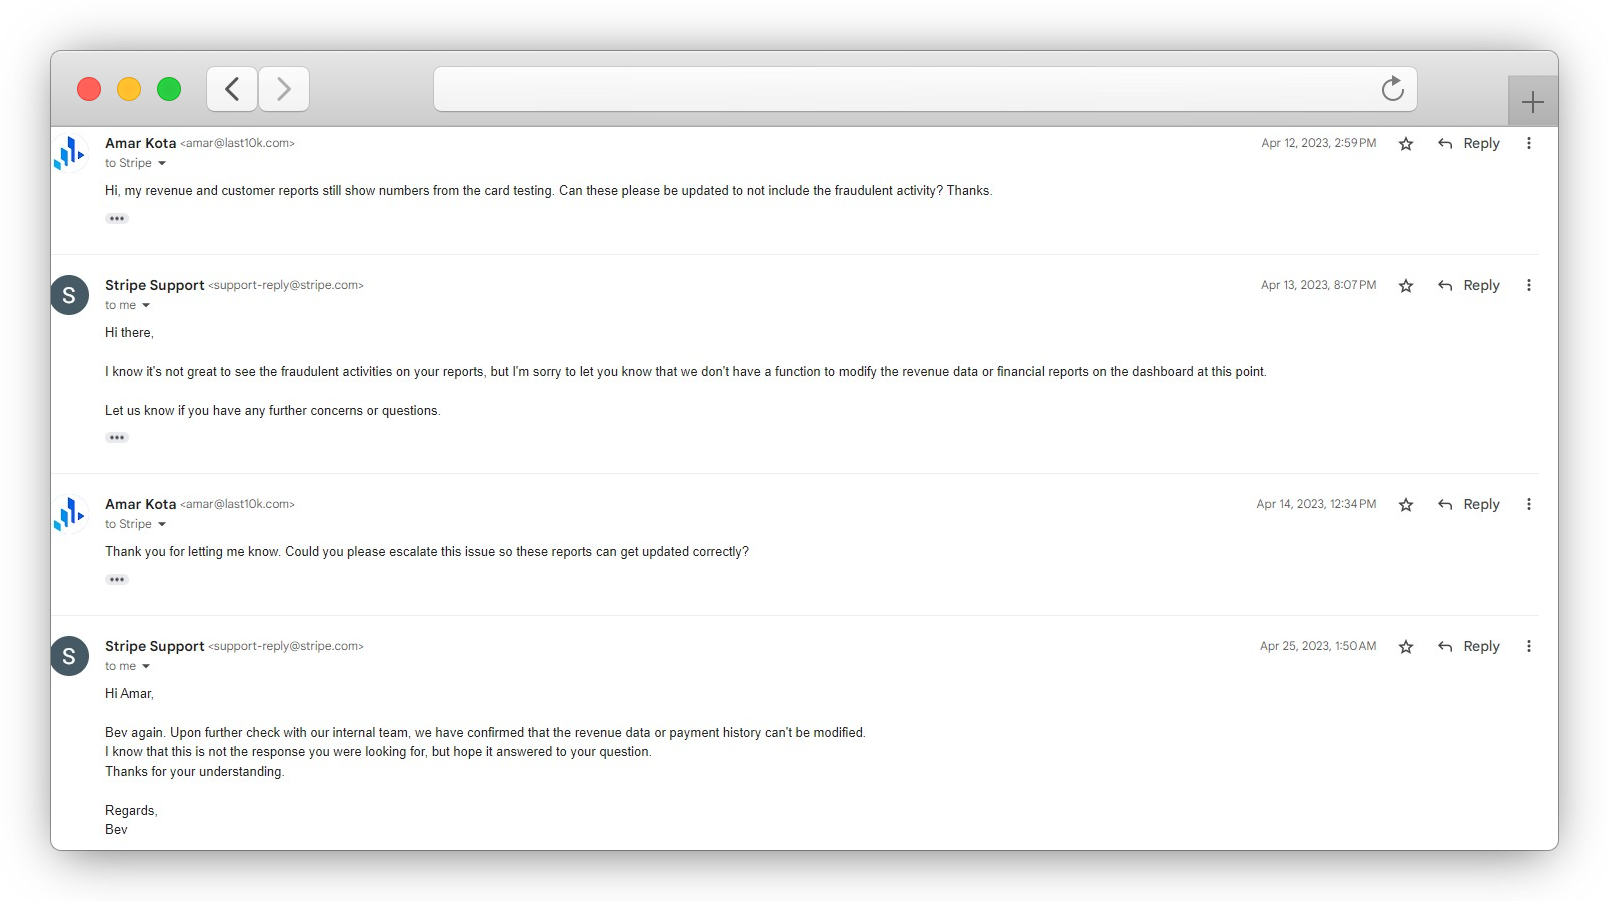 Amar Kota <amar@last10k.com> Apr 12, 2023, 2:59 PM Reply
to Stripe
Hi, my revenue and customer reports still show numbers from the card testing. Can these please be updated to not include the fraudulent activity? Thanks.
S Stripe Support <support-reply@stripe.com> Apr 13, 2023, 8:07 PM Reply
to me
Hi there,
I know it's not great to see the fraudulent activities on your reports, but I'm sorry to let you know that we don't have a function to modify the revenue data or financial reports on the dashboard at this point.
Let us know if you have any further concerns or questions.
Amar Kota <amar@last10k.com> Apr 14, 2023, 12:34 PM Reply
to Stripe
Thank you for letting me know. Could you please escalate this issue so these reports can get updated correctly?
S Stripe Support <support-reply@stripe.com> Apr 25, 2023, 1:50 AM Reply
to me
Hi Amar,
Bev again. Upon further check with our internal team, we have confirmed that the revenue data or payment history can't be modified.
I know that this is not the response you were looking for, but hope it answered to your question.
Thanks for your understanding.
Regards,
Bev